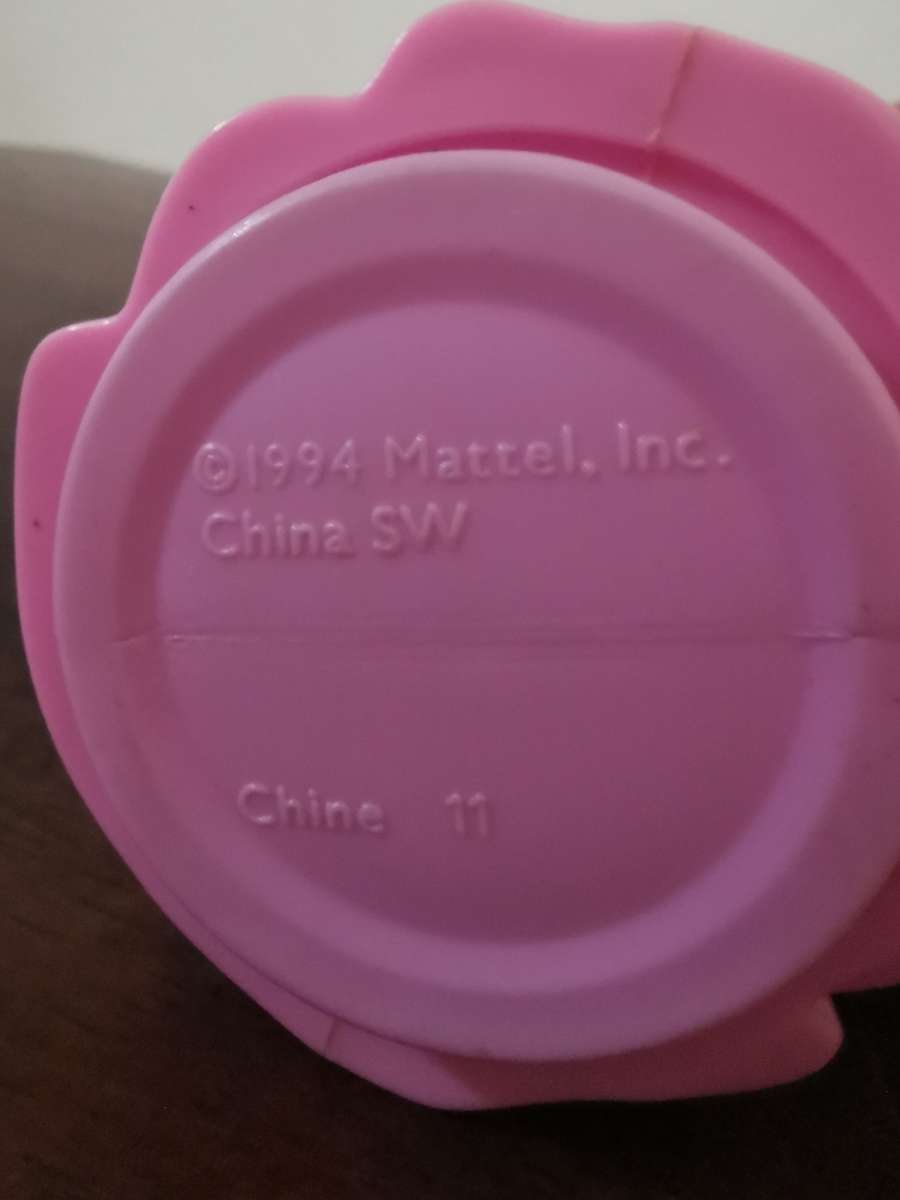 ©1994 Mattel, Inc.
China SW
Chine 11